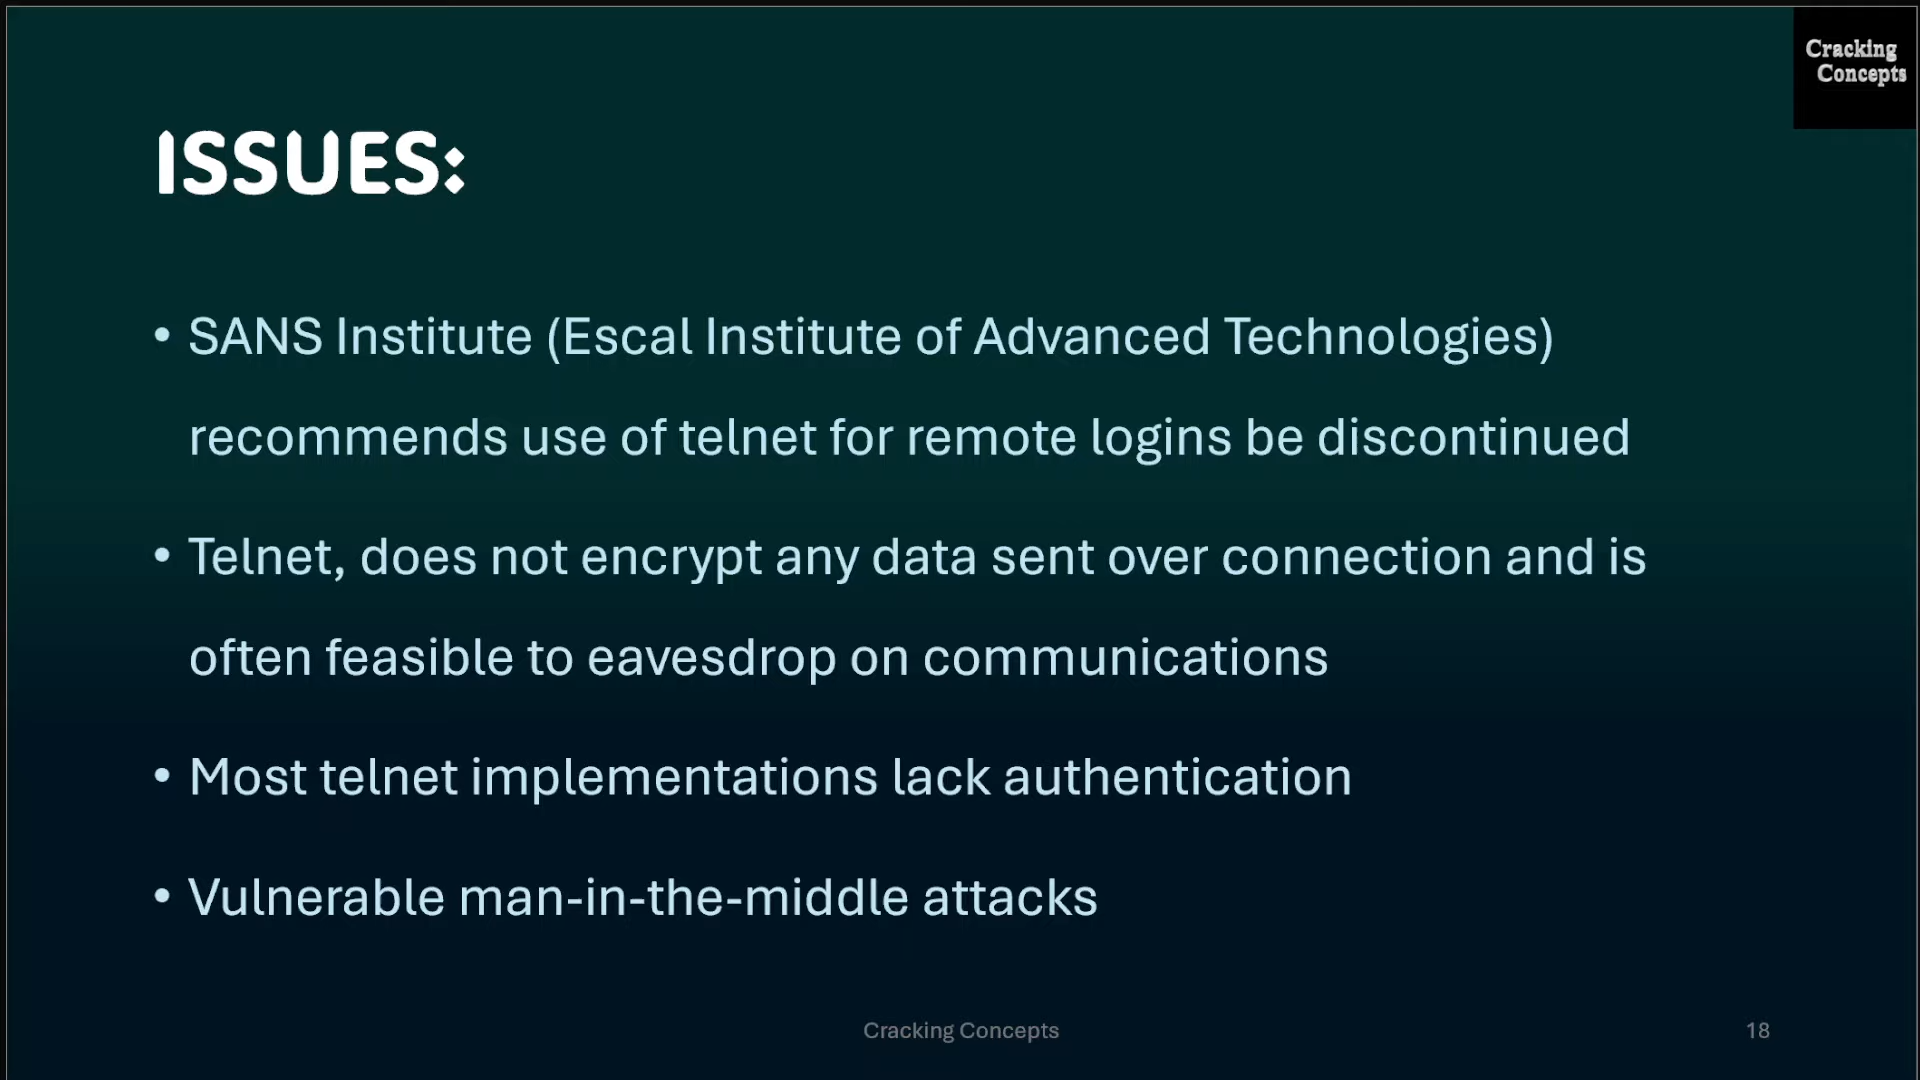 Cracking
Concepts
ISSUES:
• SANS Institute (Escal Institute of Advanced Technologies)
recommends use of telnet for remote logins be discontinued
• Telnet, does not encrypt any data sent over connection and is
often feasible to eavesdrop on communications
• Most telnet implementations lack authentication
• Vulnerable man-in-the-middle attacks
Cracking Concepts
18